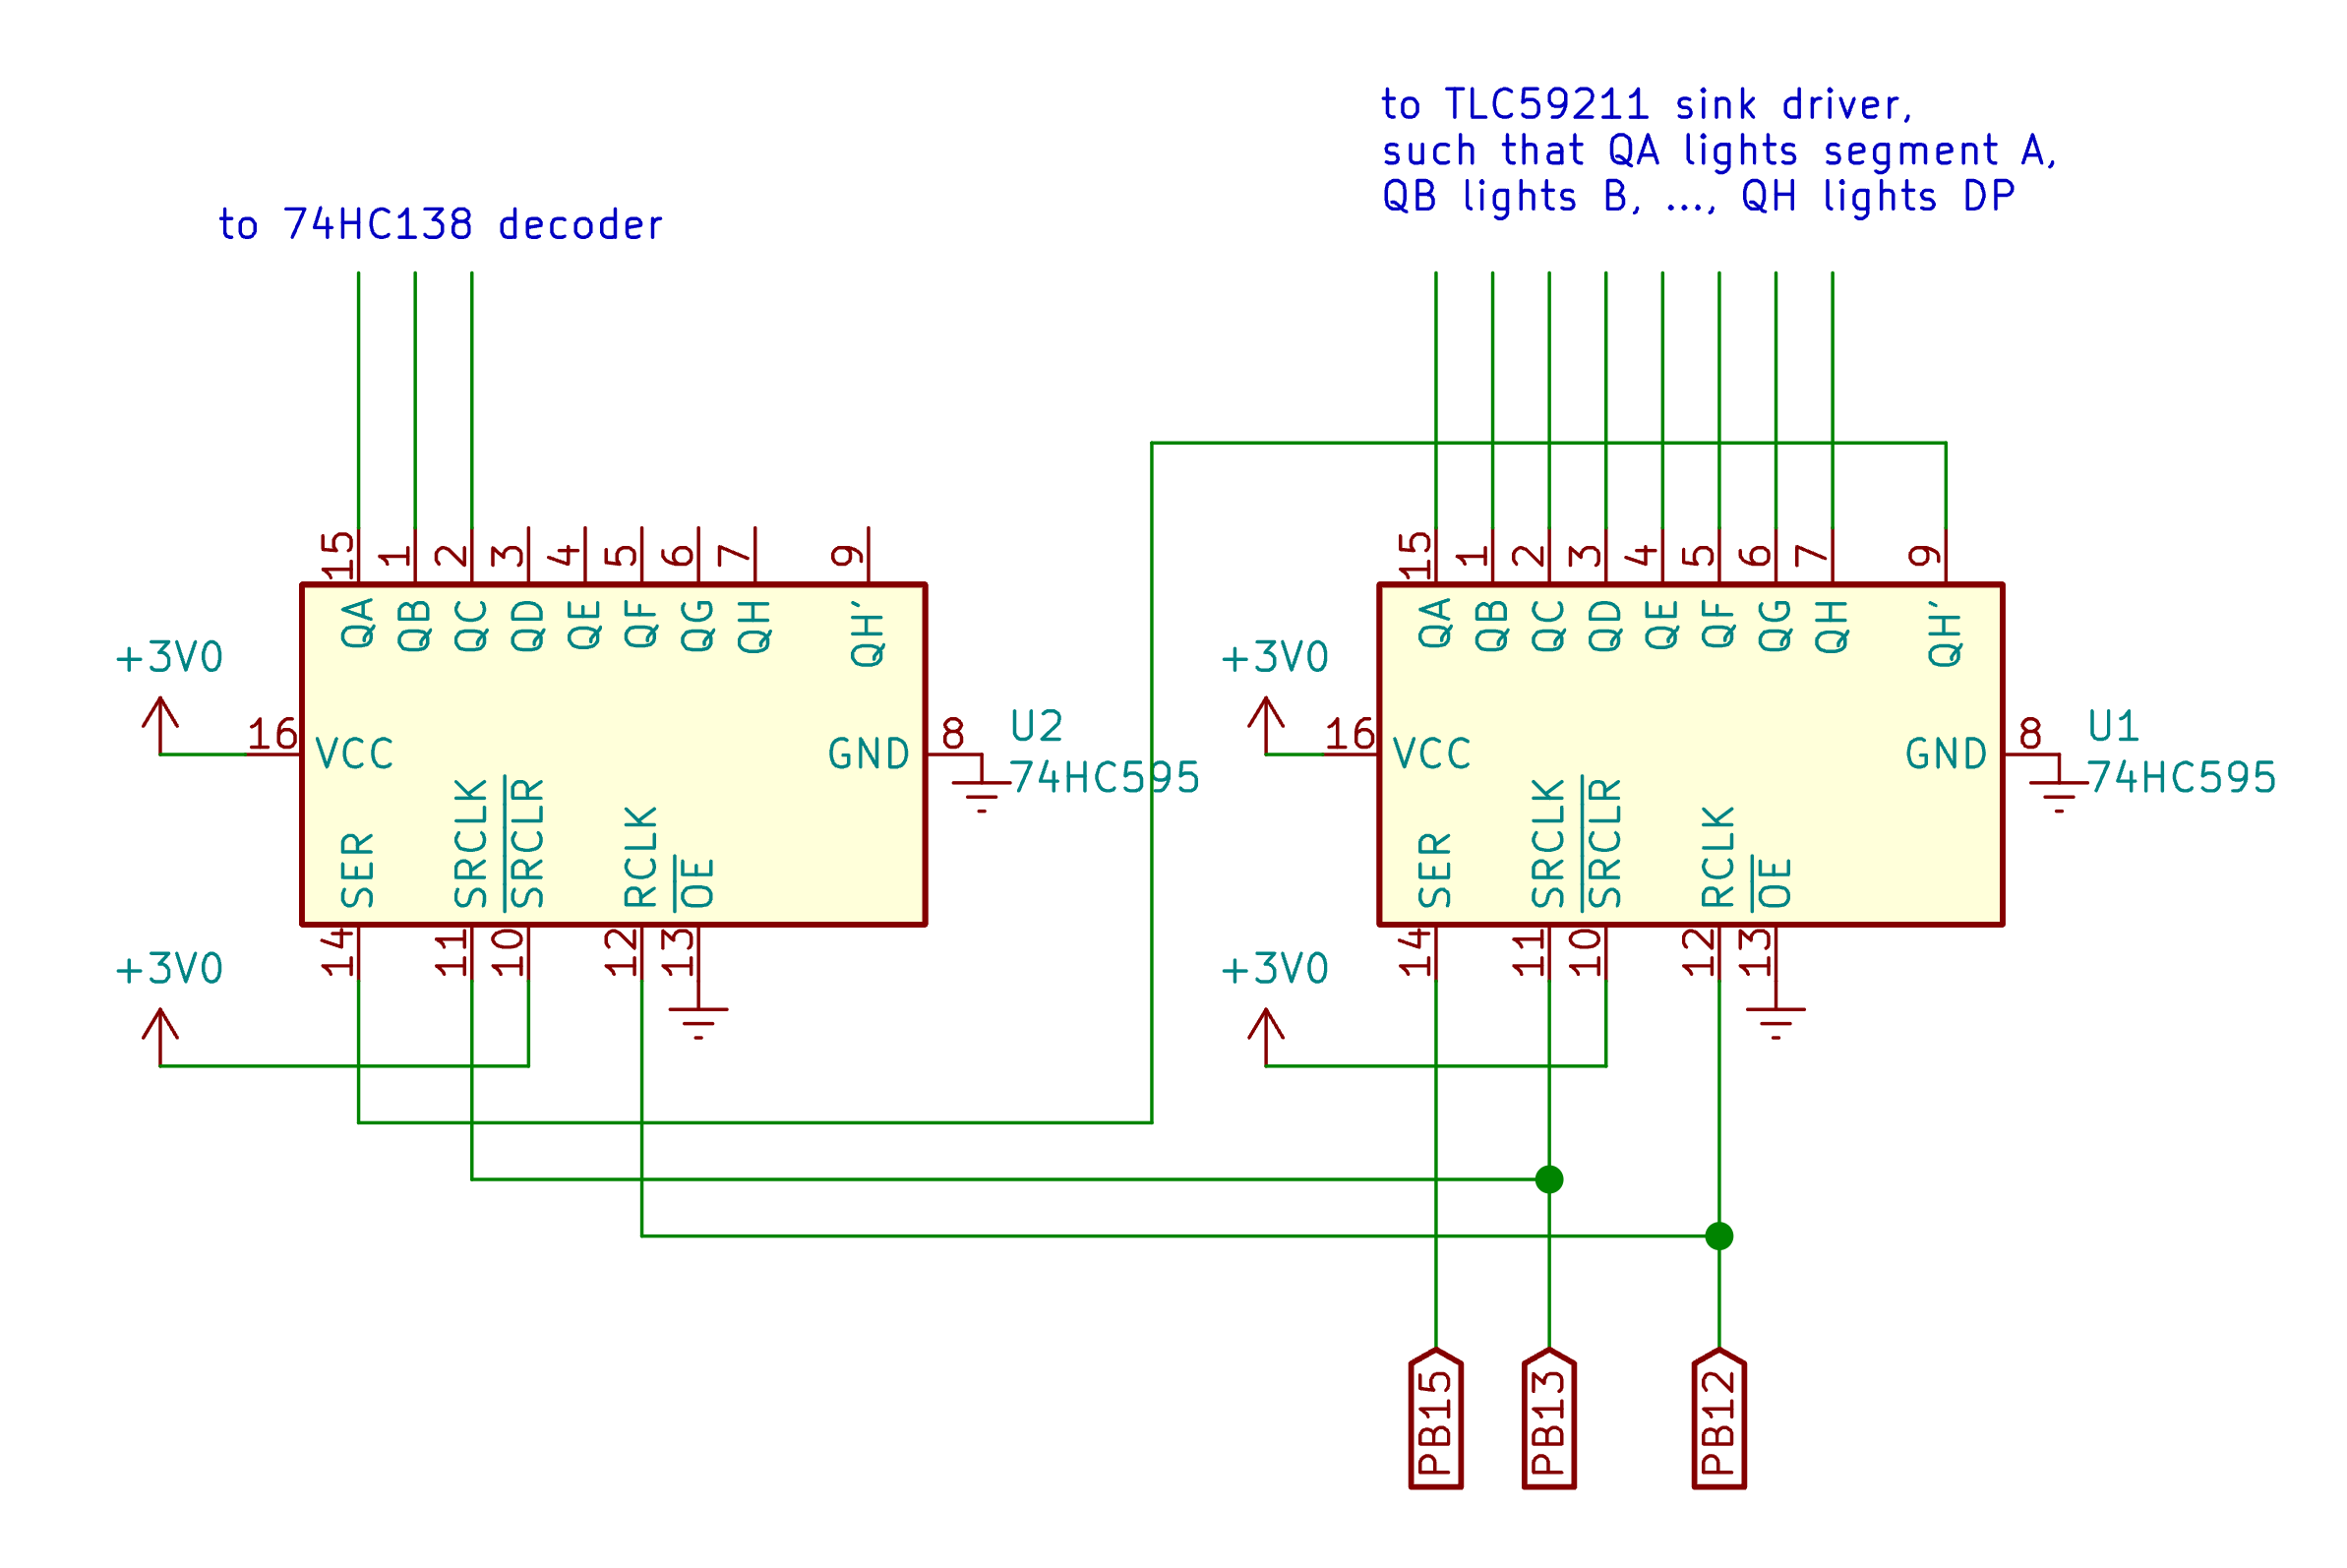 to TLC59211 sink driver,
such that QA lights segment A,
QB lights B, ..., QH lights DP
to 74HC138 decoder
15 1 2 3 4 5 6 7 9
QA QB QC QD QE QF QG QH QH'
+3V0
16 VCC
GND 8
U2
74HC595
SER SRCLK SRCLR RCLK OE
14 11 10 12 13
+3V0
15 1 2 3 4 5 6 7 9
QA QB QC QD QE QF QG QH QH'
+3V0
16 VCC
GND 8
U1
74HC595
SER SRCLK SRCLR RCLK OE
14 11 10 12 13
+3V0
PB15 PB13 PB12